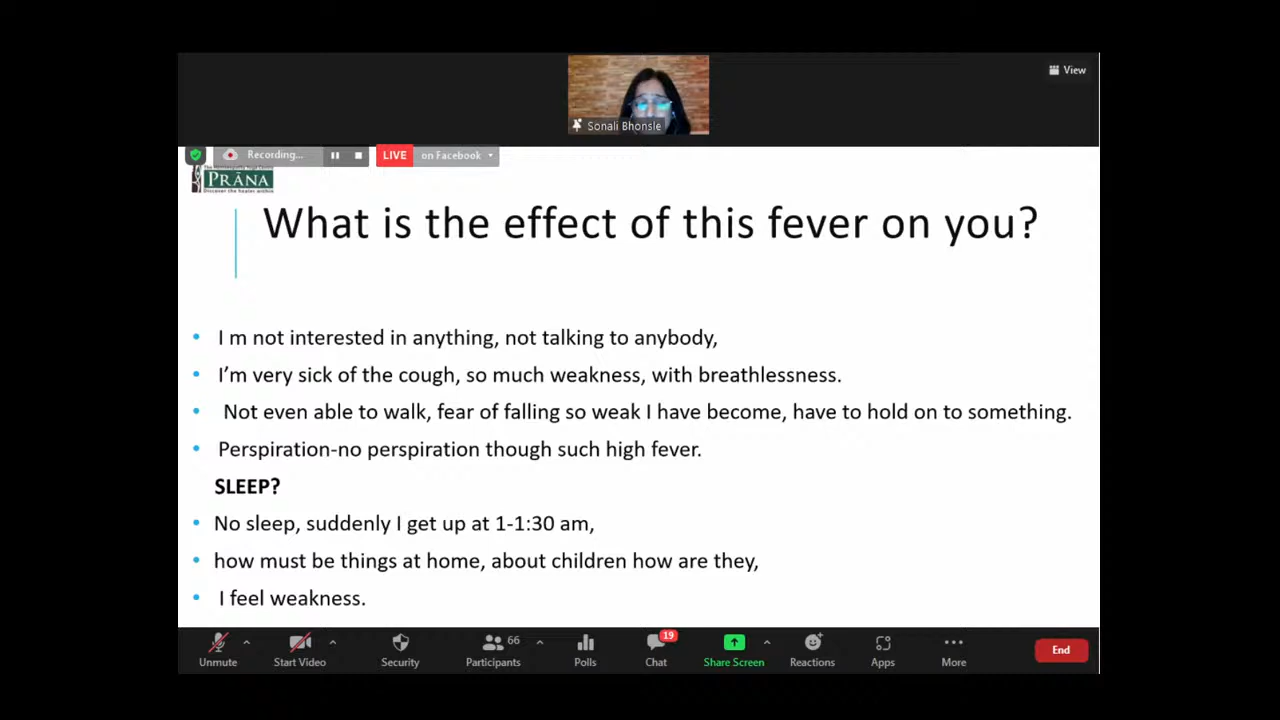 View
Sonali Bhonsle
Recording...
LIVE on Facebook
PRĀNA
Discover the healer within
What is the effect of this fever on you?
• I m not interested in anything, not talking to anybody,
• I'm very sick of the cough, so much weakness, with breathlessness.
• Not even able to walk, fear of falling so weak I have become, have to hold on to something.
• Perspiration-no perspiration though such high fever.
SLEEP?
• No sleep, suddenly I get up at 1-1:30 am,
• how must be things at home, about children how are they,
• I feel weakness.
66
19
Unmute Start Video Security Participants Polls Chat Share Screen Reactions Apps More End